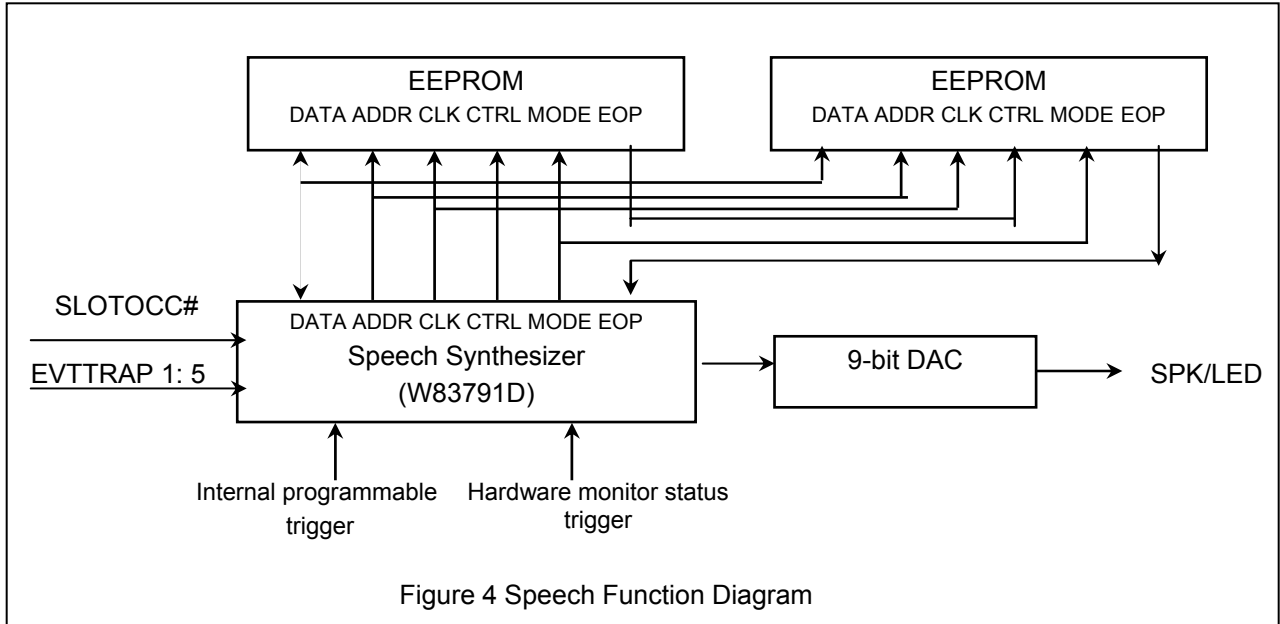 EEPROM
DATA ADDR CLK CTRL MODE EOP
EEPROM
DATA ADDR CLK CTRL MODE EOP
SLOTOCC#
EVTTRAP 1: 5
DATA ADDR CLK CTRL MODE EOP
Speech Synthesizer
(W83791D)
9-bit DAC
SPK/LED
Internal programmable
trigger
Hardware monitor status
trigger
Figure 4 Speech Function Diagram